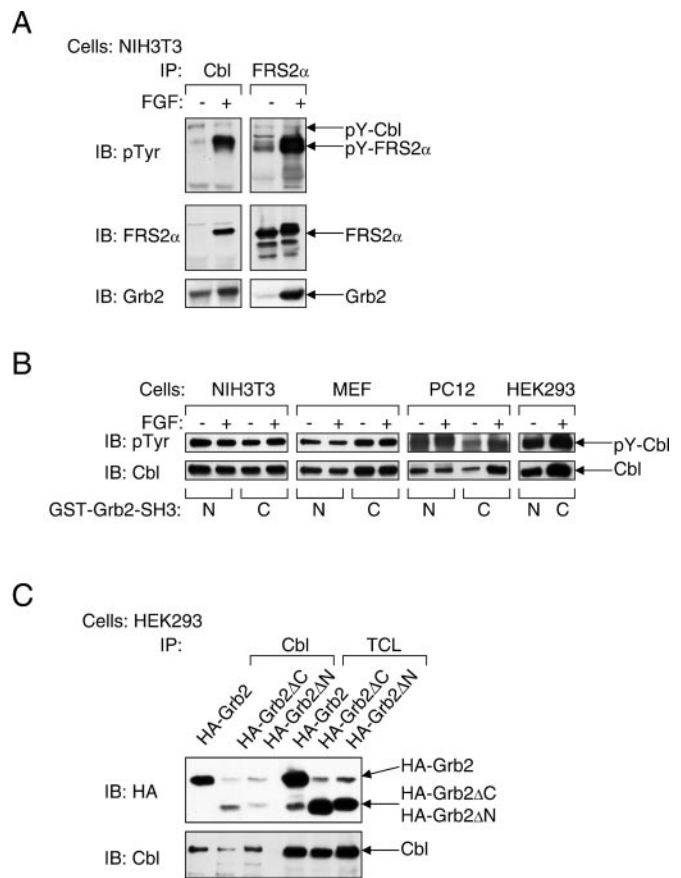 A
Cells: NIH3T3
IP: Cbl FRS2α
FGF: - + - +
IB: pTyr
pY-Cbl
pY-FRS2α
IB: FRS2α
FRS2α
IB: Grb2
Grb2
B
Cells: NIH3T3 MEF PC12 HEK293
FGF: - + - + - + - + - + - + - +
IB: pTyr
pY-Cbl
IB: Cbl
Cbl
GST-Grb2-SH3: N C N C N C N C
C
Cells: HEK293
IP: Cbl TCL
HA-Grb2 HA-Grb2ΔC HA-Grb2ΔN HA-Grb2 HA-Grb2ΔC HA-Grb2ΔN
IB: HA
HA-Grb2
HA-Grb2ΔC
HA-Grb2ΔN
IB: Cbl
Cbl